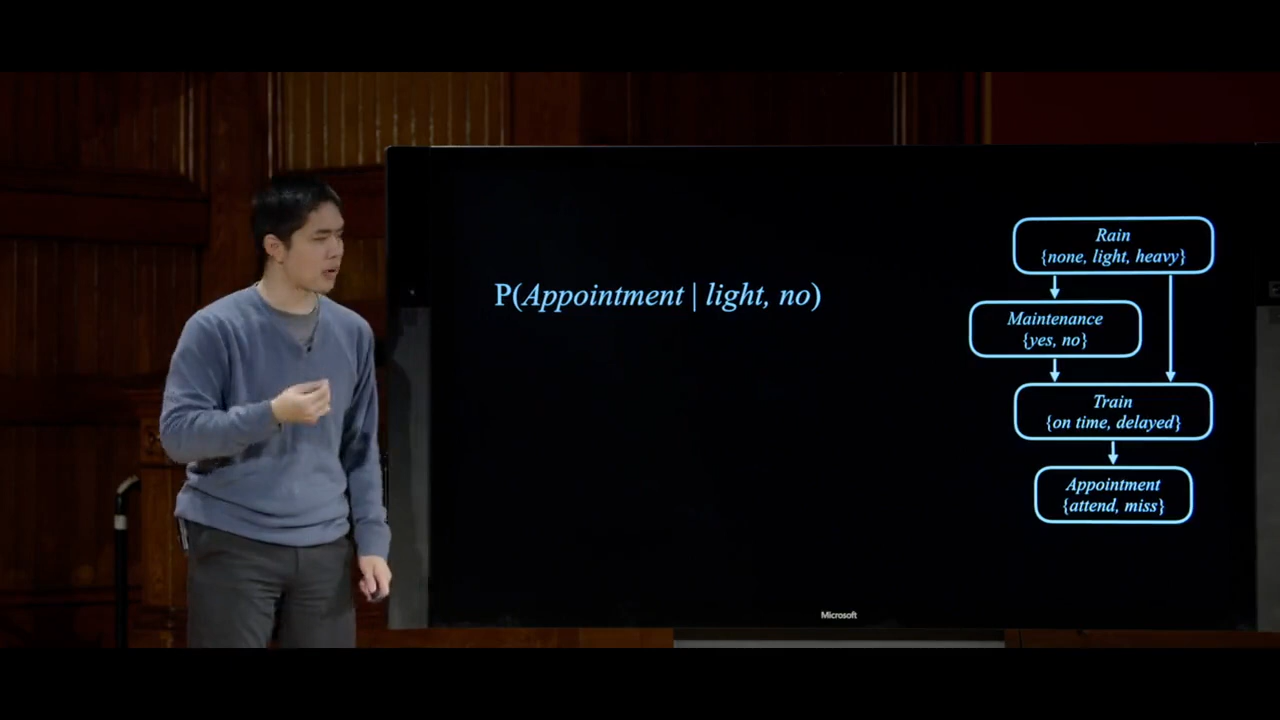 P(Appointment | light, no)
Rain
{none, light, heavy}
Maintenance
{yes, no}
Train
{on time, delayed}
Appointment
{attend, miss}
Microsoft